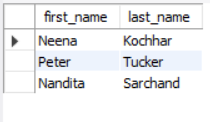 first_name last_name
Neena Kochhar
Peter Tucker
Nandita Sarchand